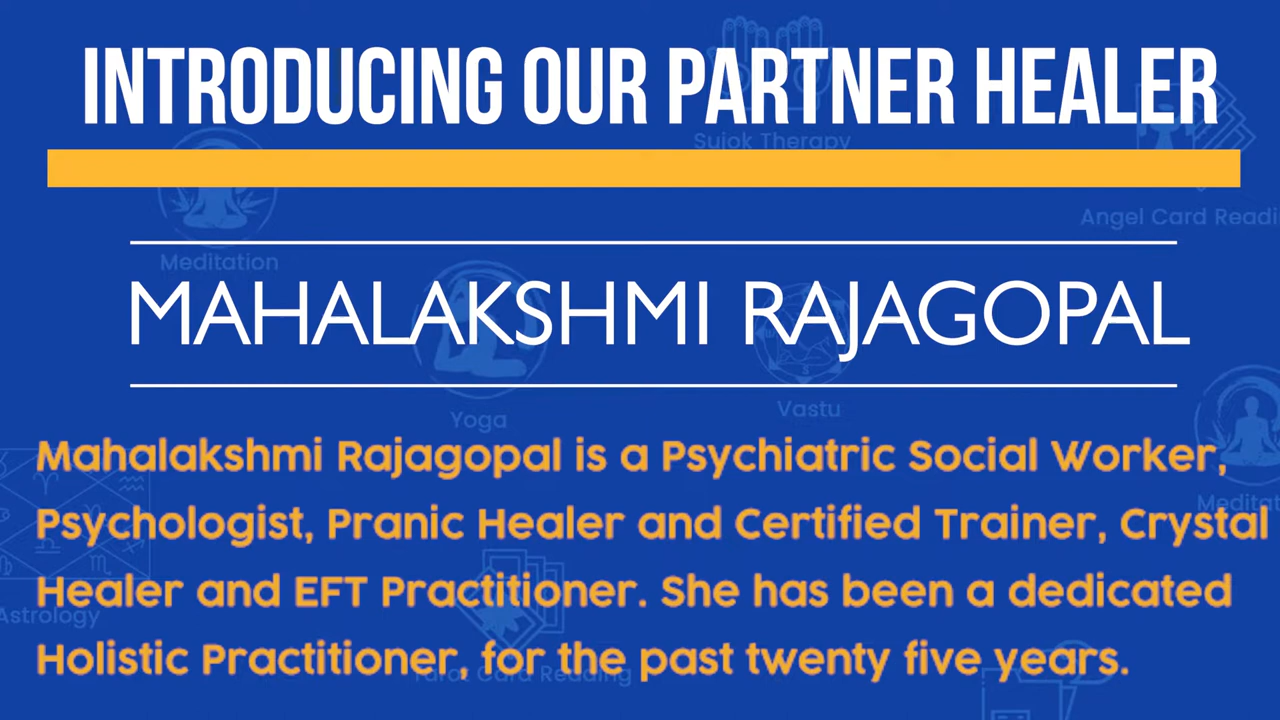 INTRODUCING OUR PARTNER HEALER
Sujok Therapy
Angel Card Readi
Meditation
MAHALAKSHMI RAJAGOPAL
Yoga
Vastu
Mahalakshmi Rajagopal is a Psychiatric Social Worker,
Psychologist, Pranic Healer and Certified Trainer, Crystal
Healer and EFT Practitioner. She has been a dedicated
Holistic Practitioner, for the past twenty five years.
Meditat
Astrology
Tarot Card Reading